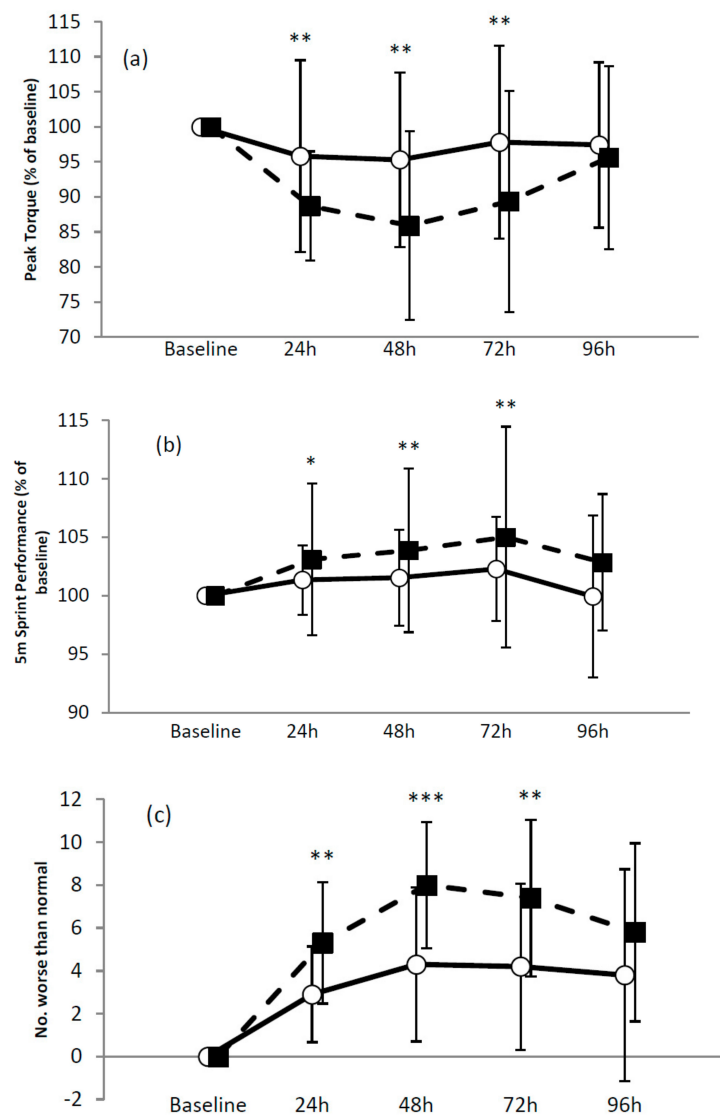 115
**
**
**
110
(a)
105
100
95
90
85
80
75
70
Peak Torque (% of baseline)
Baseline
24h
48h
72h
96h
115
**
(b)
**
*
110
105
100
95
90
5m Sprint Performance (% of
baseline)
Baseline
24h
48h
72h
96h
12
***
**
(c)
10
**
8
6
4
2
0
-2
No. worse than normal
Baseline
24h
48h
72h
96h